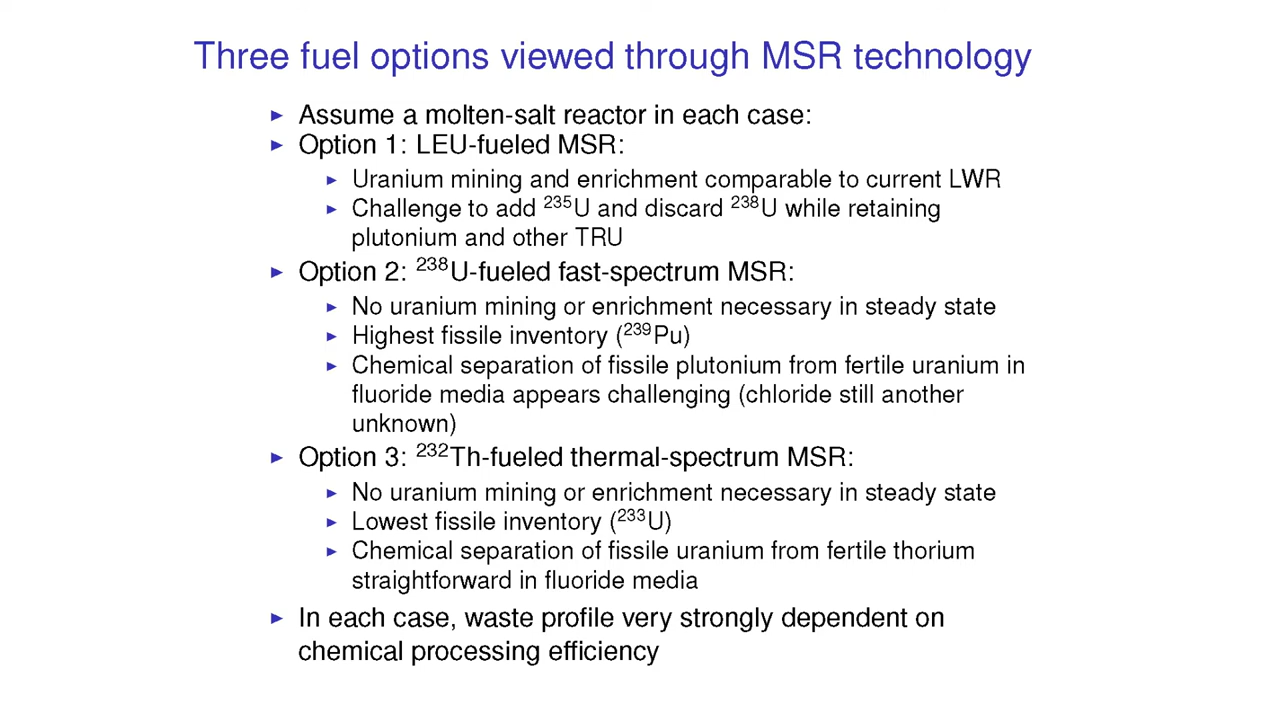 Three fuel options viewed through MSR technology
► Assume a molten-salt reactor in each case:
► Option 1: LEU-fueled MSR:
► Uranium mining and enrichment comparable to current LWR
► Challenge to add ²³⁵U and discard ²³⁸U while retaining
plutonium and other TRU
► Option 2: ²³⁸U-fueled fast-spectrum MSR:
► No uranium mining or enrichment necessary in steady state
► Highest fissile inventory (²³⁹Pu)
► Chemical separation of fissile plutonium from fertile uranium in
fluoride media appears challenging (chloride still another
unknown)
► Option 3: ²³²Th-fueled thermal-spectrum MSR:
► No uranium mining or enrichment necessary in steady state
► Lowest fissile inventory (²³³U)
► Chemical separation of fissile uranium from fertile thorium
straightforward in fluoride media
► In each case, waste profile very strongly dependent on
chemical processing efficiency